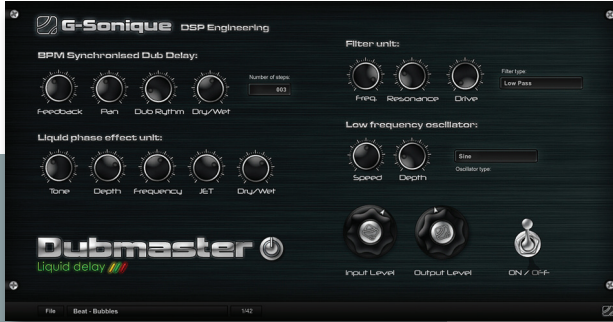 G-Sonique DSP Engineering
BPM Synchronised Dub Delay:
Number of steps:
803
Feedback Pan Dub Rythm Dry/Wet
Liquid phase effect unit:
Tone Depth Frequency JET Dry/Wet
Dubmaster
Liquid delay
Filter unit:
Filter type:
Low Pass
Freq. Resonance Drive
Low frequency oscillator:
Sine
Oscillator type:
Speed Depth
Input Level Output Level ON / OFF
File Beat - Bubbles 1/42